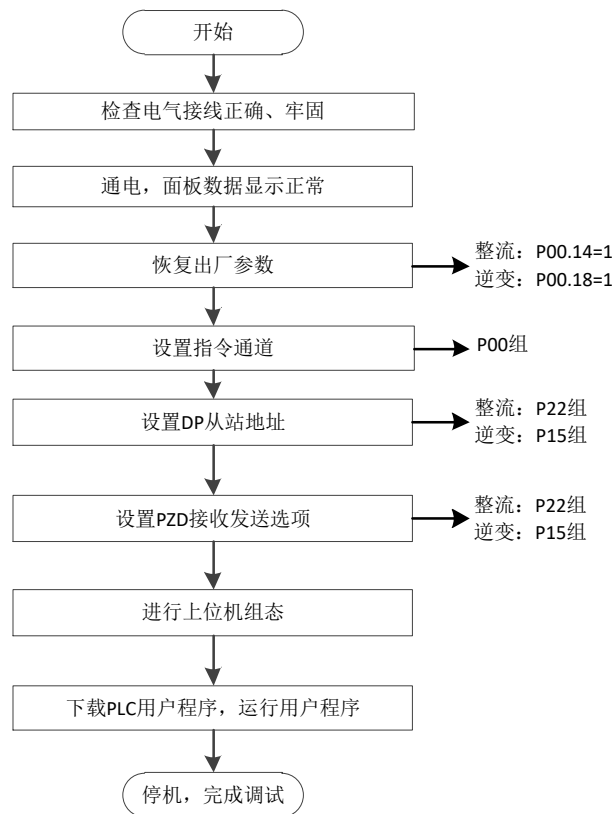 开始
检查电气接线正确、牢固
通电，面板数据显示正常
恢复出厂参数
整流：P00.14=1
逆变：P00.18=1
设置指令通道
P00组
设置DP从站地址
整流：P22组
逆变：P15组
设置PZD接收发送选项
整流：P22组
逆变：P15组
进行上位机组态
下载PLC用户程序，运行用户程序
停机，完成调试